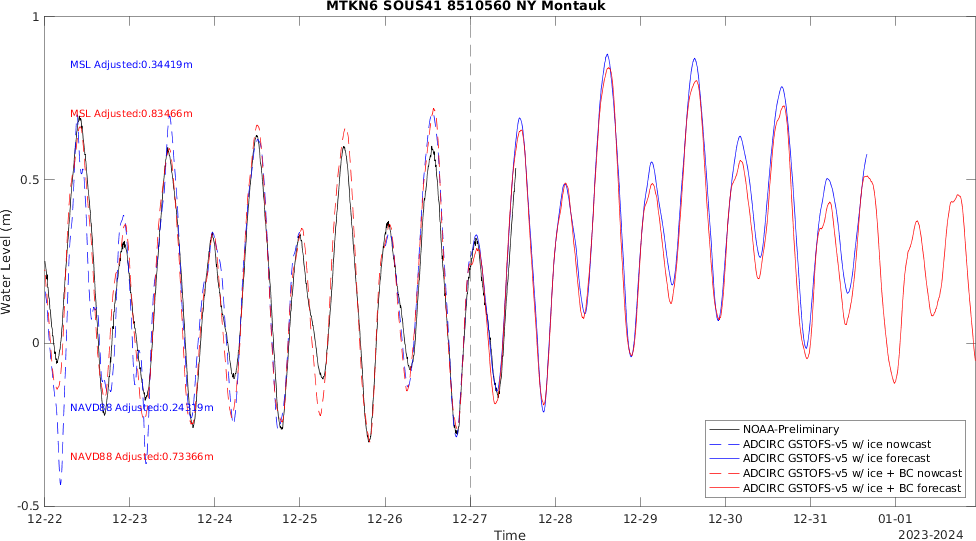 MTKN6 SOUS41 8510560 NY Montauk
1
MSL Adjusted:0.34419m
MSL Adjusted:0.83466m
0.5
Water Level (m)
0
NAVD88 Adjusted:0.24319m
NAVD88 Adjusted:0.73366m
NOAA-Preliminary
ADCIRC GSTOFS-v5 w/ ice nowcast
ADCIRC GSTOFS-v5 w/ ice forecast
ADCIRC GSTOFS-v5 w/ ice + BC nowcast
ADCIRC GSTOFS-v5 w/ ice + BC forecast
-0.5
12-22 12-23 12-24 12-25 12-26 12-27 12-28 12-29 12-30 12-31 01-01
Time
2023-2024